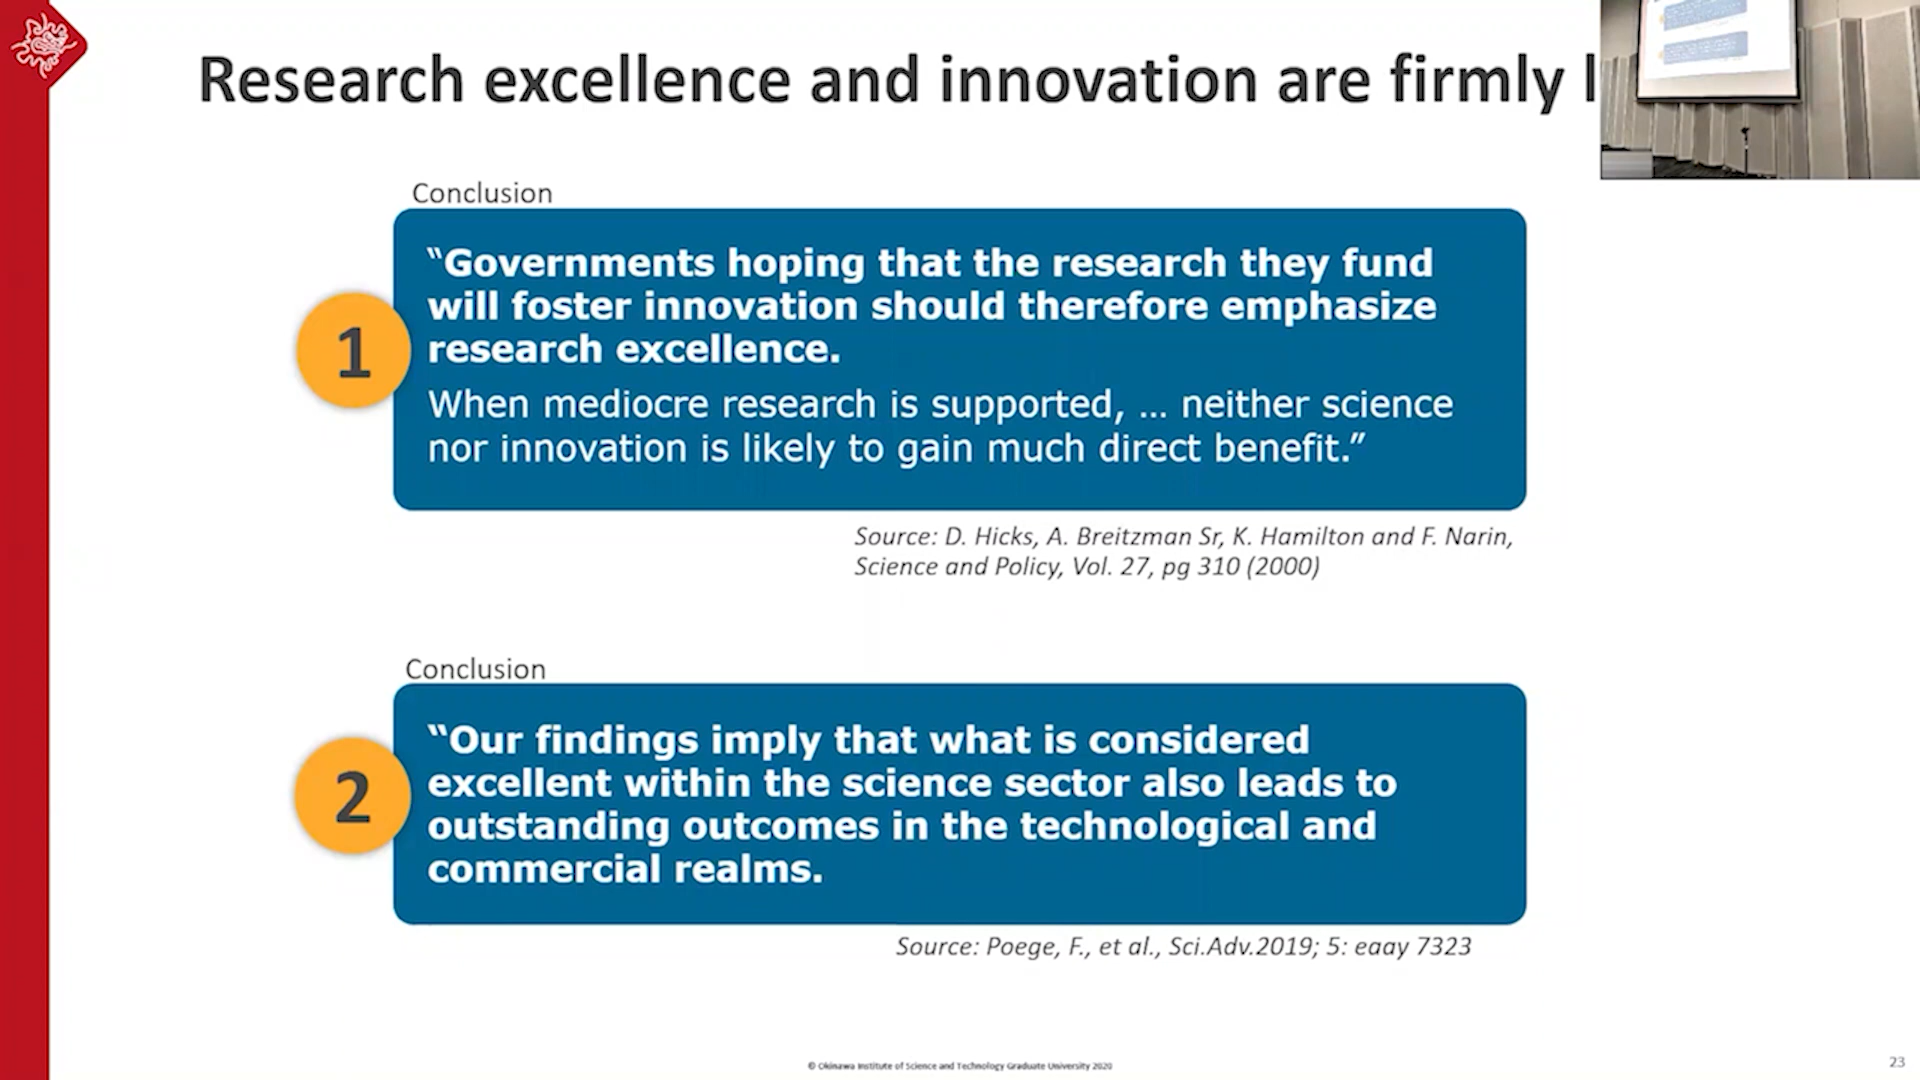 Research excellence and innovation are firmly
Conclusion
“Governments hoping that the research they fund
will foster innovation should therefore emphasize
research excellence.
1
When mediocre research is supported, ... neither science
nor innovation is likely to gain much direct benefit.”
Source: D. Hicks, A. Breitzman Sr, K. Hamilton and F. Narin,
Science and Policy, Vol. 27, pg 310 (2000)
Conclusion
“Our findings imply that what is considered
excellent within the science sector also leads to
2
outstanding outcomes in the technological and
commercial realms.
Source: Poege, F., et al., Sci.Adv.2019; 5: eaay 7323
© Okinawa Institute of Science and Technology Graduate University 2020
23